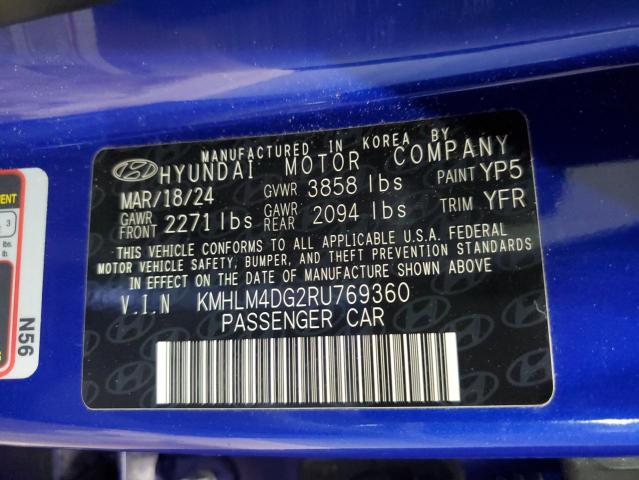 MANUFACTURED IN KOREA BY
HYUNDAI MOTOR COMPANY
MAR/18/24 GVWR 3858 lbs PAINT YP5
GAWR FRONT 2271 lbs GAWR REAR 2094 lbs TRIM YFR
THIS VEHICLE CONFORMS TO ALL APPLICABLE U.S.A. FEDERAL
MOTOR VEHICLE SAFETY, BUMPER, AND THEFT PREVENTION
STANDARDS IN EFFECT ON THE DATE OF MANUFACTURE SHOWN ABOVE
V.I.N KMHLM4DG2RU769360
PASSENGER CAR
3
lbs.
N56